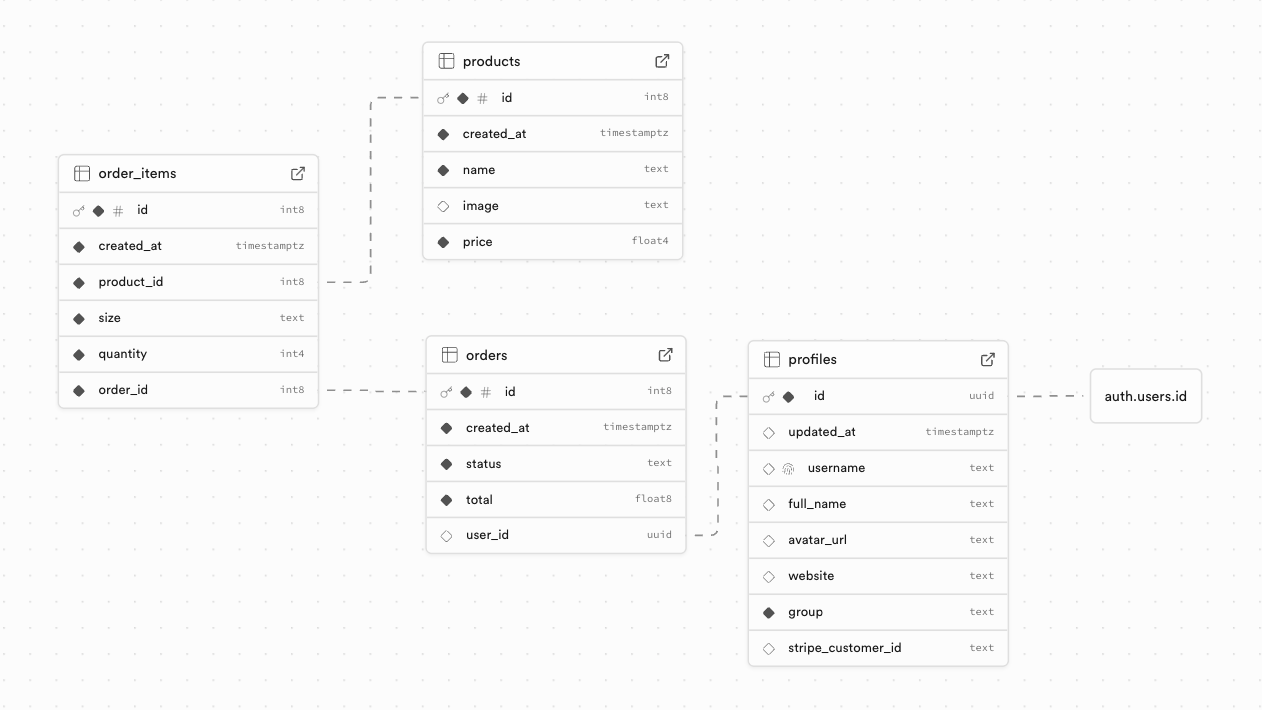 products
id int8
created_at timestamptz
name text
image text
price float4
order_items
id int8
created_at timestamptz
product_id int8
size text
quantity int4
order_id int8
orders
id int8
created_at timestamptz
status text
total float8
user_id uuid
profiles
id uuid
updated_at timestamptz
username text
full_name text
avatar_url text
website text
group text
stripe_customer_id text
auth.users.id